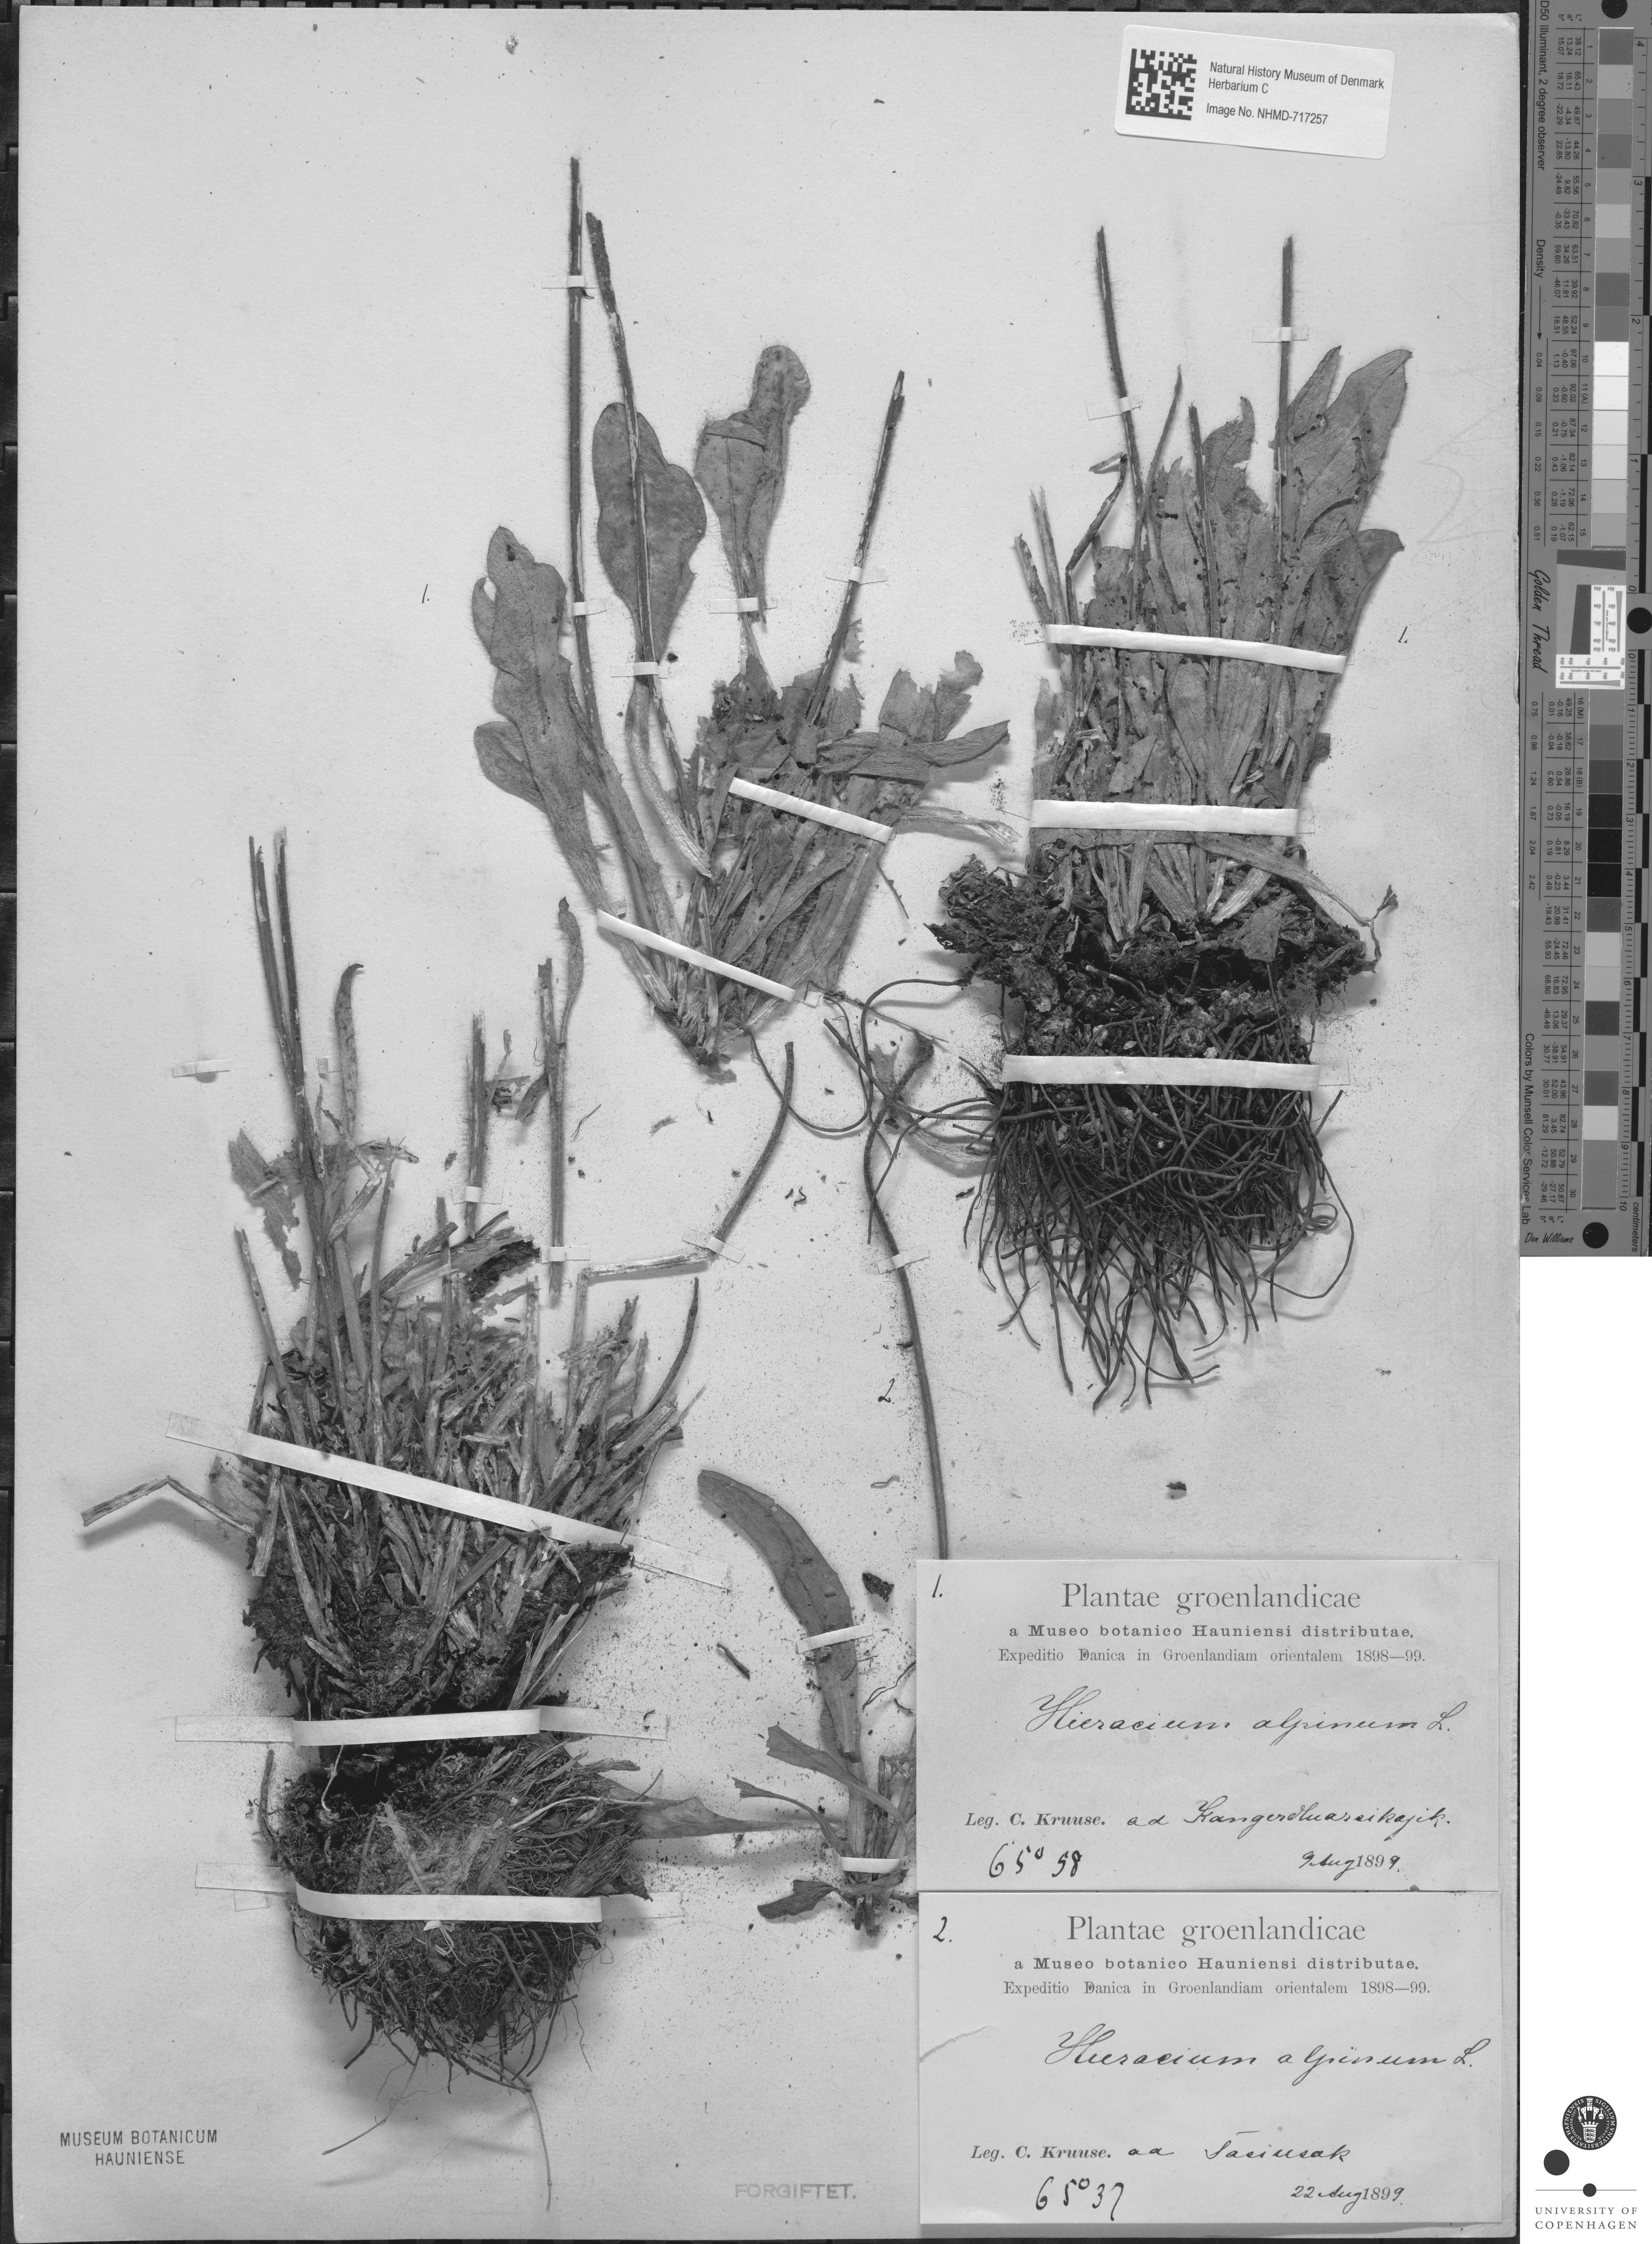 Natural History Museum of Denmark
Herbarium C
Image No. NHMD-717257
1.
1.
2.
1.
Plantae groenlandicae
a Museo botanico Hauniensi distributae.
Expeditio Danica in Groenlandiam orientalem 1898—99.
Hieracium alpinum L.
Leg. C. Kruuse. ad Kangerdluarsikajik.
65° 58
9 Aug 1899.
2.
Plantae groenlandicae
a Museo botanico Hauniensi distributae.
Expeditio Danica in Groenlandiam orientalem 1898—99.
Hieracium alpinum L.
Leg. C. Kruuse. ad Tasiusak
65° 37
22 Aug 1899.
MUSEUM BOTANICUM
HAUNIENSE
FORGIFTET.
D50 Illuminant, 2 degree observer
Density
Golden Thread
Colors by Munsell Color Services Lab
Don Williams
centimeters
UNIVERSITY OF
COPENHAGEN